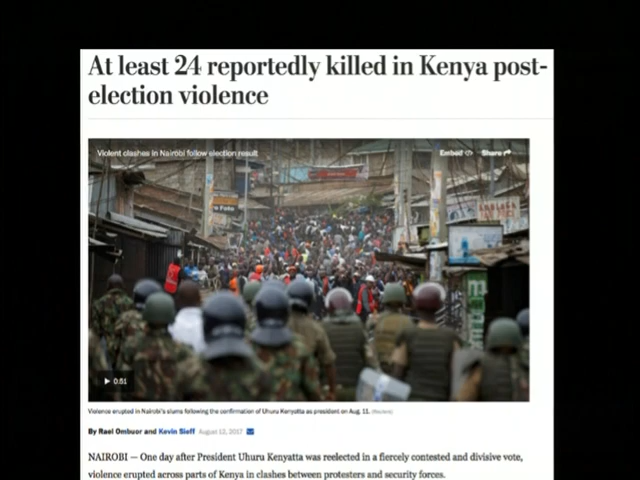 At least 24 reportedly killed in Kenya post-
election violence
Violent clashes in Nairobi follow election result
Embed </> Share
Foto
0:51
Violence erupted in Nairobi's slums following the confirmation of Uhuru Kenyatta as president on Aug. 11. (Reuters)
By Rael Ombuor and Kevin Sieff August 12, 2017
NAIROBI — One day after President Uhuru Kenyatta was reelected in a fiercely contested and divisive vote,
violence erupted across parts of Kenya in clashes between protesters and security forces.